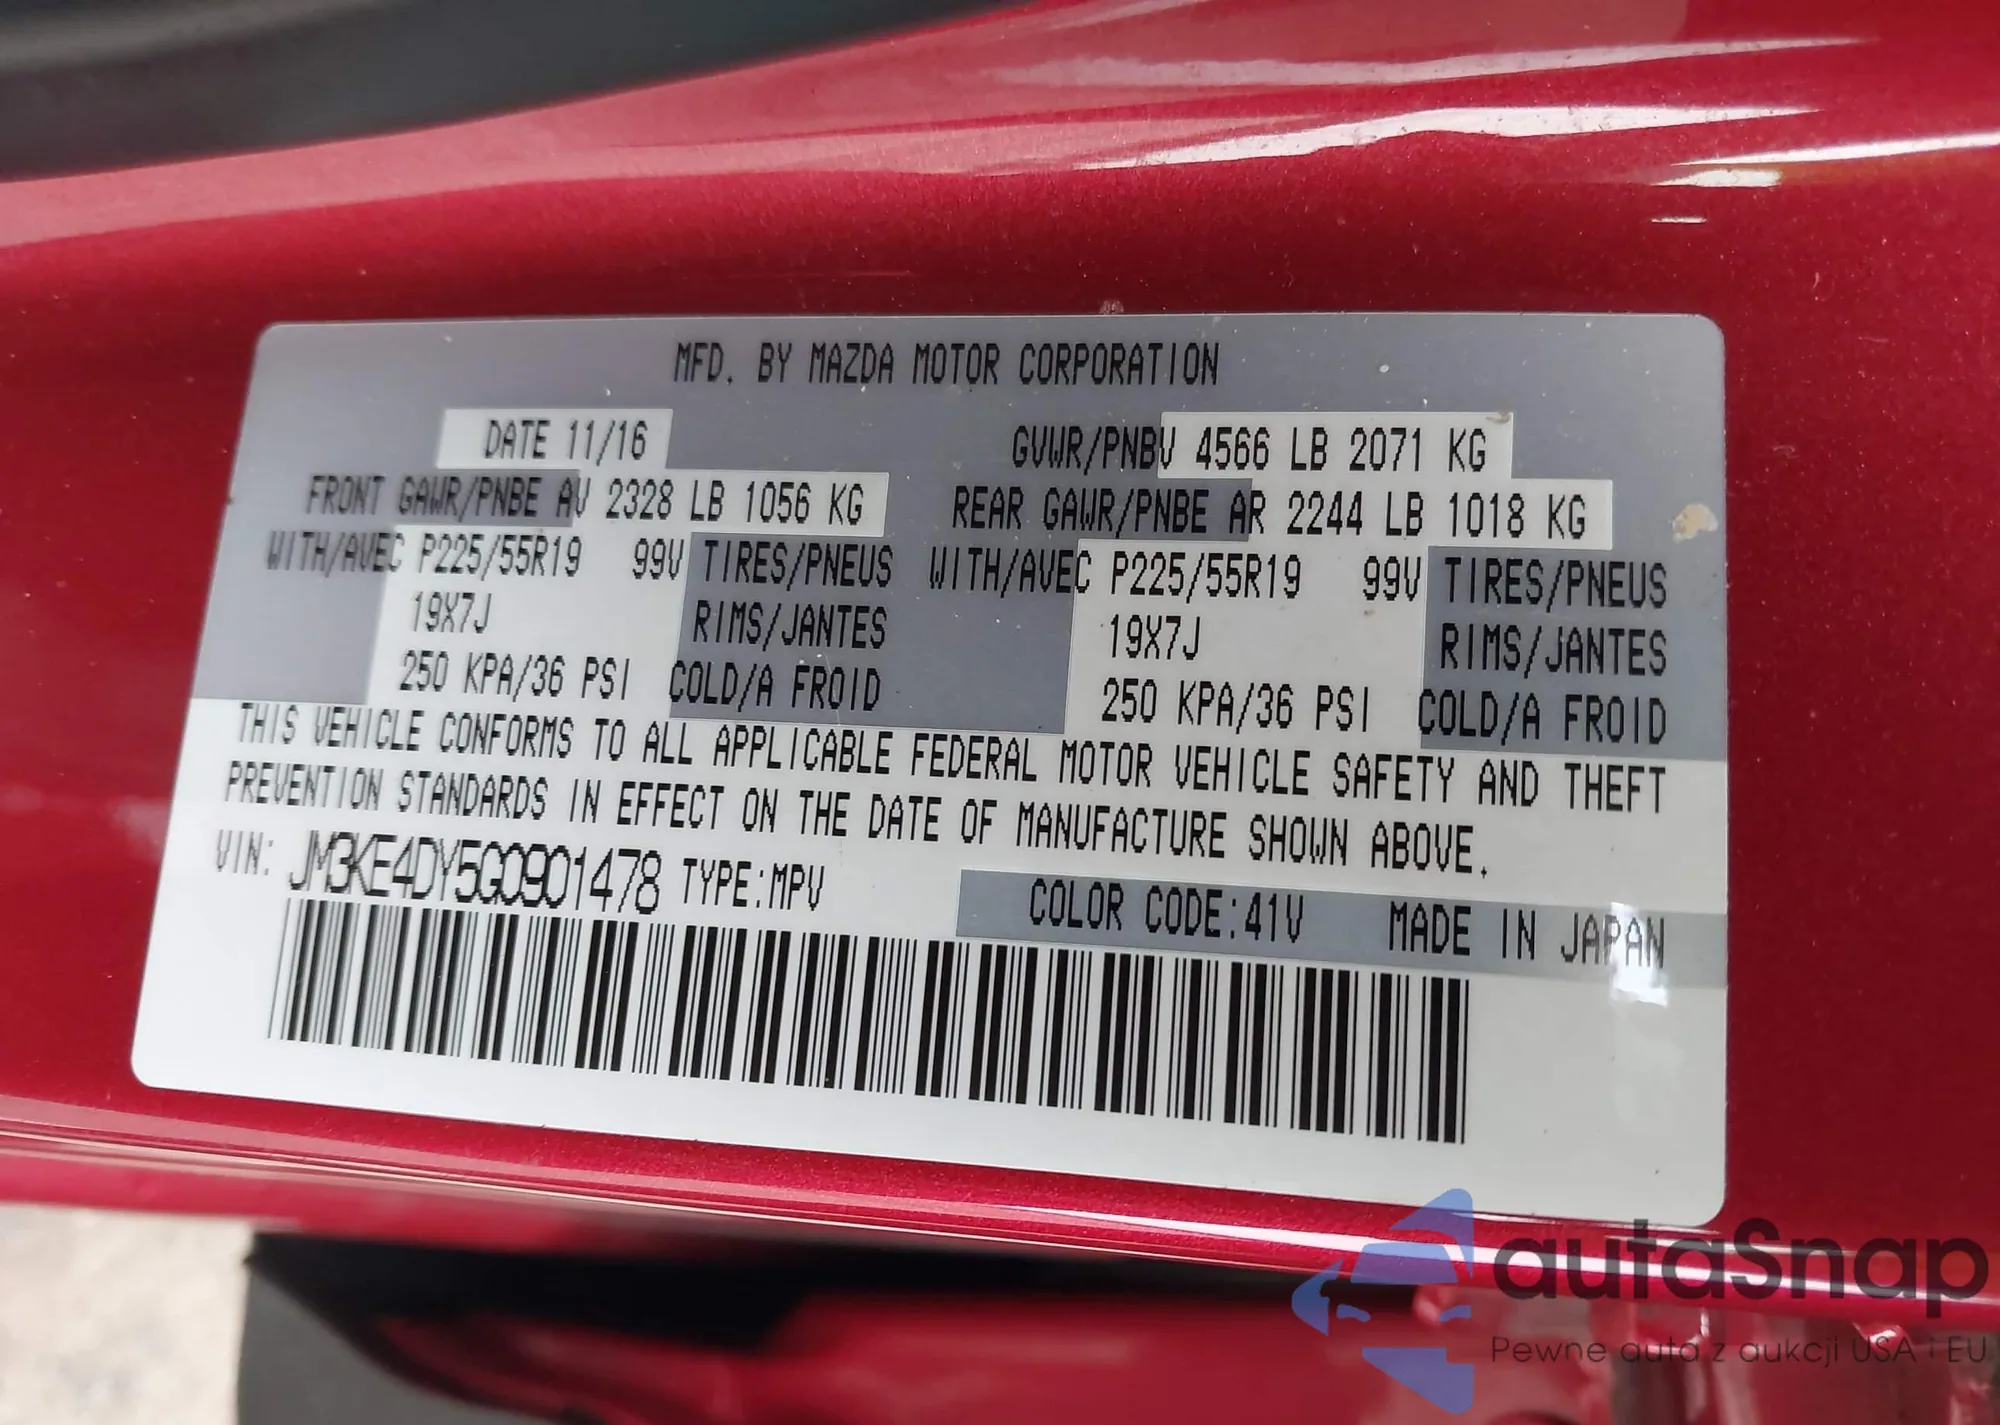 MFD. BY MAZDA MOTOR CORPORATION
DATE 11/16 GVWR/PNBV 4566 LB 2071 KG
FRONT GAWR/PNBE AV 2328 LB 1056 KG REAR GAWR/PNBE AR 2244 LB 1018 KG
WITH/AVEC P225/55R19 99V TIRES/PNEUS WITH/AVEC P225/55R19 99V TIRES/PNEUS
19X7J RIMS/JANTES 19X7J RIMS/JANTES
250 KPA/36 PSI COLD/A FROID 250 KPA/36 PSI COLD/A FROID
THIS VEHICLE CONFORMS TO ALL APPLICABLE FEDERAL MOTOR VEHICLE SAFETY AND THEFT
PREVENTION STANDARDS IN EFFECT ON THE DATE OF MANUFACTURE SHOWN ABOVE.
VIN: JM3KE4DY5G0901478 TYPE:MPV COLOR CODE:41V MADE IN JAPAN
autaSnap
Pewne auta z aukcji USA i EU